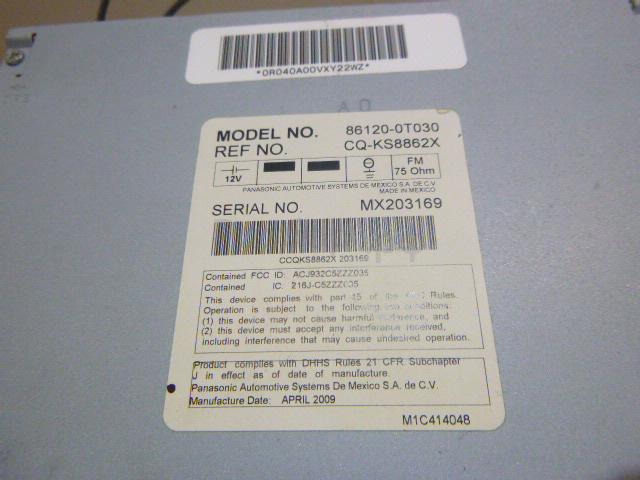 *0R040A00VXY22WZ*
A0
MODEL NO. 86120-0T030
REF NO. CQ-KS8862X
12V
FM
75 Ohm
PANASONIC AUTOMOTIVE SYSTEMS DE MEXICO S.A. DE C.V.
MADE IN MEXICO
SERIAL NO. MX203169
CCQKS8862X 203169
Contained FCC ID: ACJ932C5ZZZ035
Contained IC: 216J-C5ZZZ035
This device complies with part 15 of the FCC Rules.
Operation is subject to the following two conditions:
(1) this device may not cause harmful interference, and
(2) this device must accept any interference received,
including interference that may cause undesired operation.
Product complies with DHHS Rules 21 CFR Subchapter
J in effect as of date of manufacture.
Panasonic Automotive Systems De Mexico S.A. de C.V.
Manufacture Date: APRIL 2009
M1C414048